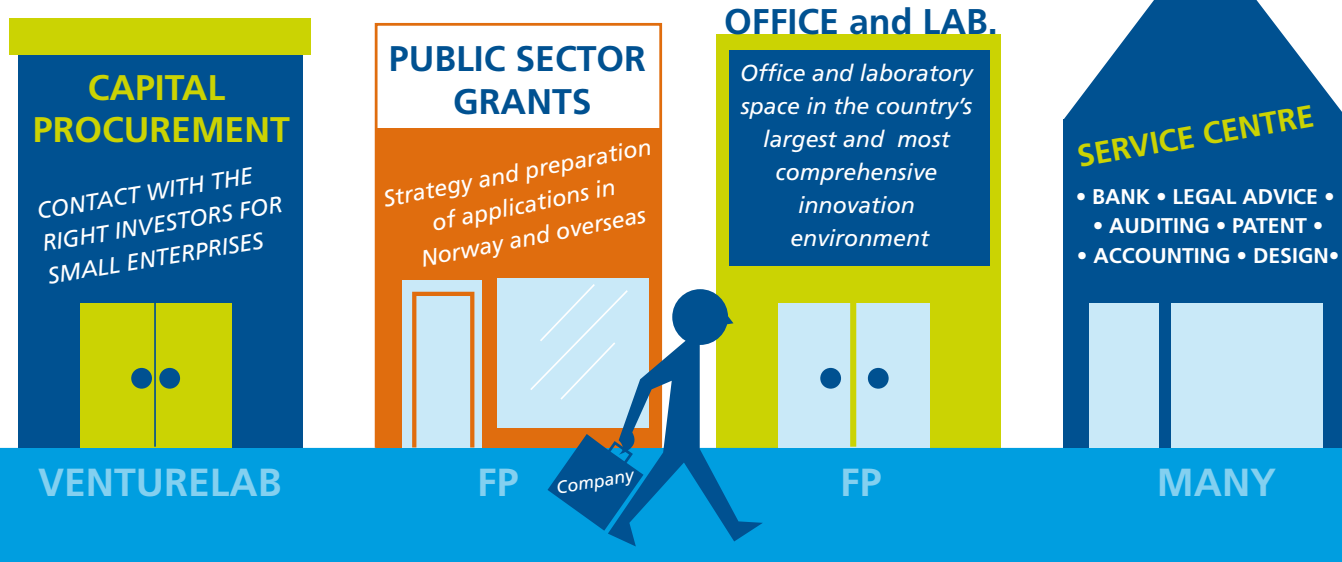 CAPITAL
PROCUREMENT
CONTACT WITH THE
RIGHT INVESTORS FOR
SMALL ENTERPRISES
PUBLIC SECTOR
GRANTS
Strategy and preparation
of applications in
Norway and overseas
OFFICE and LAB.
Office and laboratory
space in the country's
largest and most
comprehensive
innovation
environment
SERVICE CENTRE
• BANK • LEGAL ADVICE •
• AUDITING • PATENT •
• ACCOUNTING • DESIGN•
Company
VENTURELAB
FP
FP
MANY